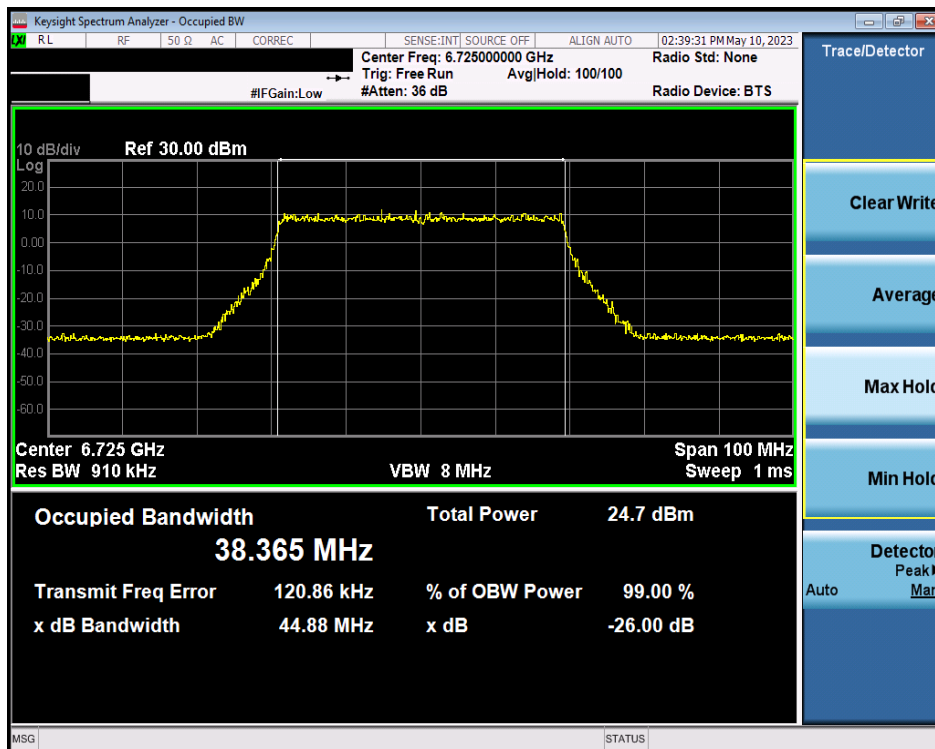 Keysight Spectrum Analyzer - Occupied BW
LXI RL RF 50 Ω AC CORREC SENSE:INT SOURCE OFF ALIGN AUTO 02:39:31 PM May 10, 2023
Center Freq: 6.725000000 GHz Radio Std: None
Trig: Free Run Avg|Hold: 100/100
#IFGain:Low #Atten: 36 dB Radio Device: BTS
Trace/Detector
10 dB/div Ref 30.00 dBm
Log
20.0
10.0
0.00
-10.0
-20.0
-30.0
-40.0
-50.0
-60.0
Center 6.725 GHz Span 100 MHz
Res BW 910 kHz VBW 8 MHz Sweep 1 ms
Occupied Bandwidth Total Power 24.7 dBm
38.365 MHz
Transmit Freq Error 120.86 kHz % of OBW Power 99.00 %
x dB Bandwidth 44.88 MHz x dB -26.00 dB
Clear Write
Average
Max Hold
Min Hold
Detector
Peak
Auto Man
MSG STATUS